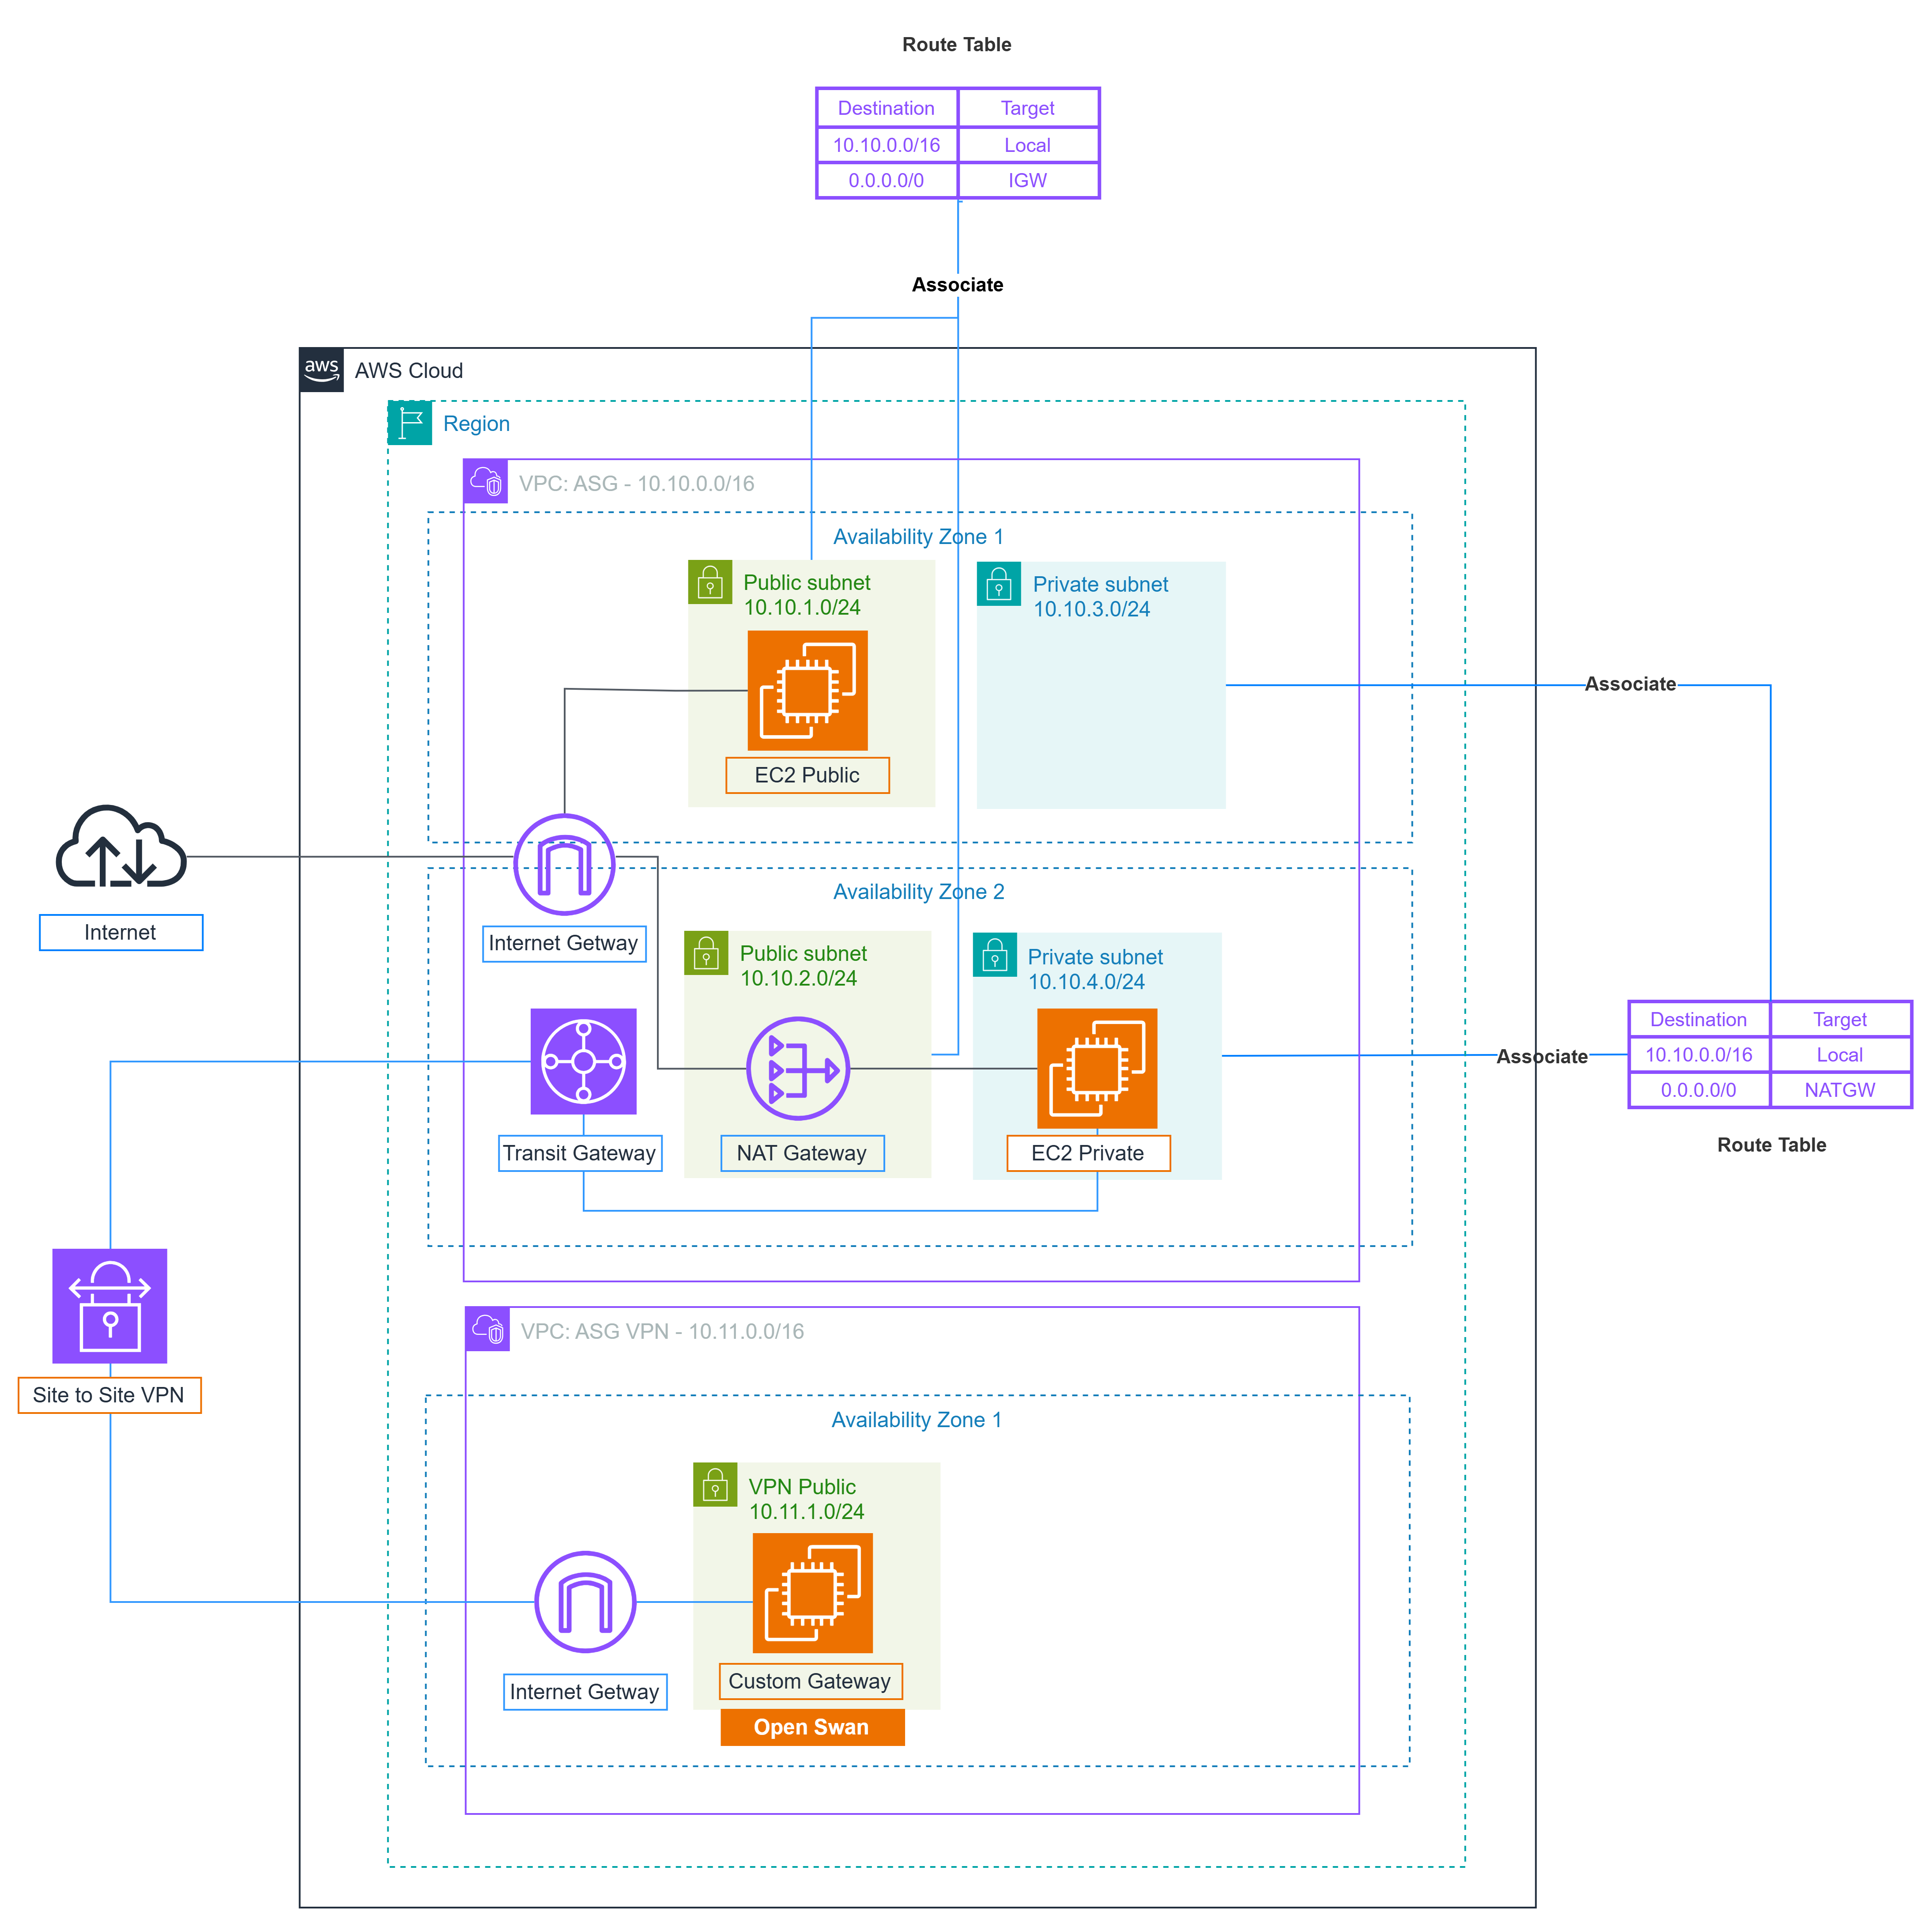 Route Table
Destination Target
10.10.0.0/16 Local
0.0.0.0/0 IGW
Associate
aws
AWS Cloud
Region
VPC: ASG - 10.10.0.0/16
Availability Zone 1
Public subnet
10.10.1.0/24
Private subnet
10.10.3.0/24
Associate
EC2 Public
Internet
Internet Getway
Availability Zone 2
Public subnet
10.10.2.0/24
Private subnet
10.10.4.0/24
Associate
Destination Target
10.10.0.0/16 Local
0.0.0.0/0 NATGW
Route Table
Transit Gateway
NAT Gateway
EC2 Private
Site to Site VPN
VPC: ASG VPN - 10.11.0.0/16
Availability Zone 1
VPN Public
10.11.1.0/24
Internet Getway
Custom Gateway
Open Swan